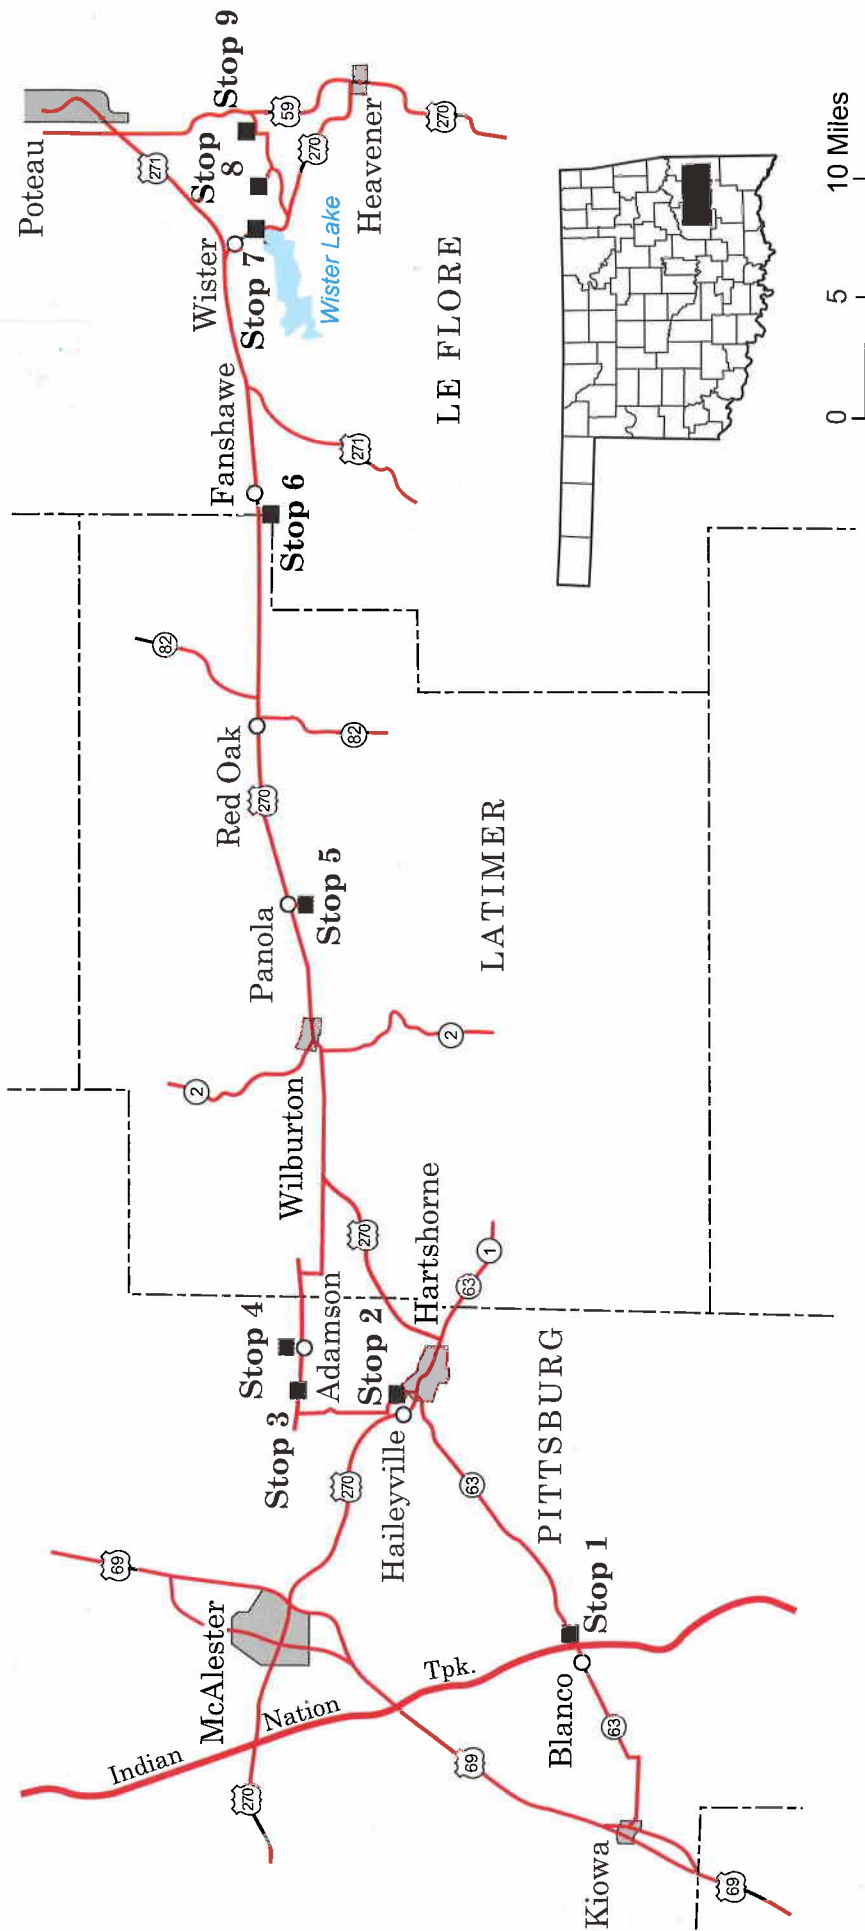 Poteau
271
Stop 9
Stop
8
59
270
Heavener
270
Wister
Stop 7
Wister Lake
LE FLORE
Fanshawe
271
Stop 6
82
Red Oak
270
82
Panola
Stop 5
LATIMER
2
Wilburton
2
270
Hartshorne
1
63
Stop 4
Adamson
Stop 3
Stop 2
Haileyville
270
63
PITTSBURG
69
McAlester
Stop 1
Blanco
63
Indian
Nation
Tpk.
270
69
Kiowa
69
0
5
10 Miles